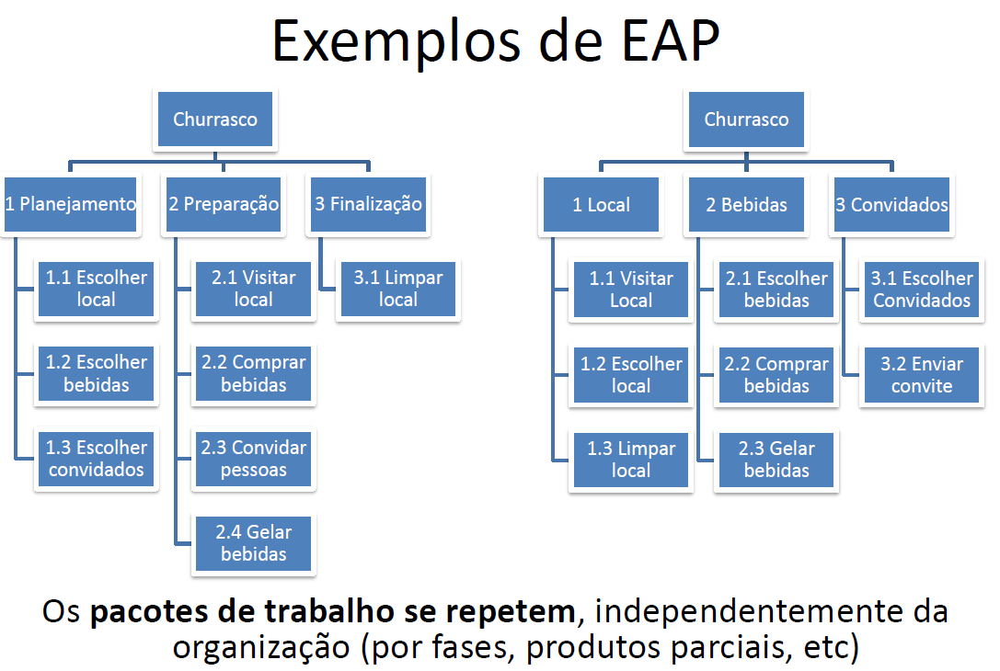 Exemplos de EAP
Churrasco
1 Planejamento
2 Preparação
3 Finalização
1.1 Escolher
local
1.2 Escolher
bebidas
1.3 Escolher
convidados
2.1 Visitar
local
2.2 Comprar
bebidas
2.3 Convidar
pessoas
2.4 Gelar
bebidas
3.1 Limpar
local
Churrasco
1 Local
2 Bebidas
3 Convidados
1.1 Visitar
Local
1.2 Escolher
local
1.3 Limpar
local
2.1 Escolher
bebidas
2.2 Comprar
bebidas
2.3 Gelar
bebidas
3.1 Escolher
Convidados
3.2 Enviar
convite
Os pacotes de trabalho se repetem, independentemente da
organização (por fases, produtos parciais, etc)